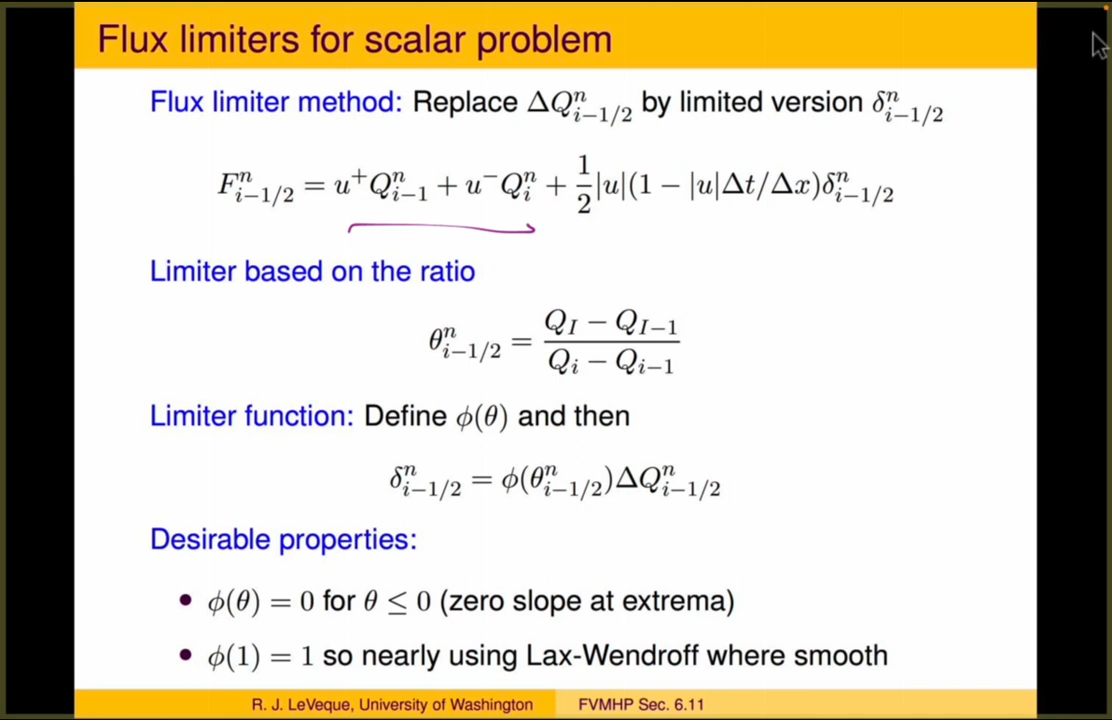 Flux limiters for scalar problem
Flux limiter method: Replace ΔQ^n_{i−1/2} by limited version δ^n_{i−1/2}
F^n_{i−1/2} = u^+Q^n_{i−1} + u^−Q^n_i + \frac{1}{2}|u|(1 − |u|Δt/Δx)δ^n_{i−1/2}
Limiter based on the ratio
θ^n_{i−1/2} = \frac{Q_I − Q_{I−1}}{Q_i − Q_{i−1}}
Limiter function: Define ϕ(θ) and then
δ^n_{i−1/2} = ϕ(θ^n_{i−1/2})ΔQ^n_{i−1/2}
Desirable properties:
• ϕ(θ) = 0 for θ ≤ 0 (zero slope at extrema)
• ϕ(1) = 1 so nearly using Lax-Wendroff where smooth
R. J. LeVeque, University of Washington FVMHP Sec. 6.11